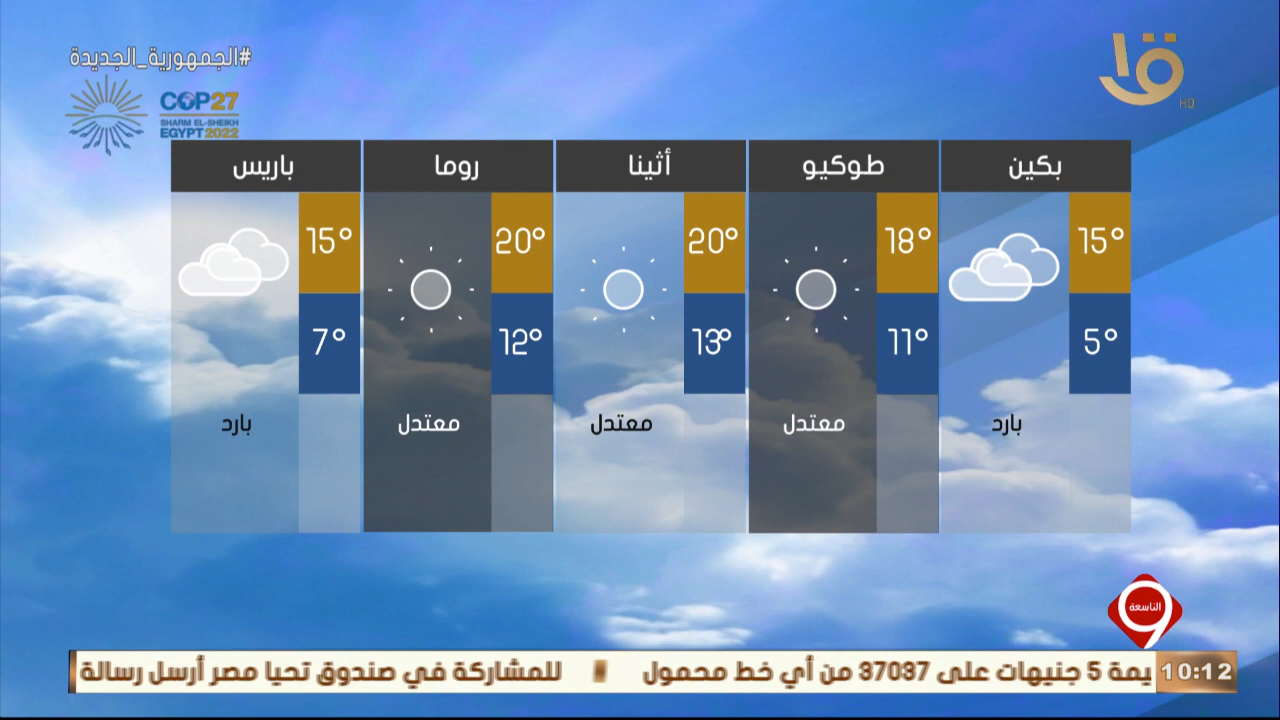 #الجمهورية_الجديدة
HD
COP27
SHARM EL-SHEIKH
EGYPT 2022
بكين
15°
5°
بارد
طوكيو
18°
11°
معتدل
أثينا
20°
13°
معتدل
روما
20°
12°
معتدل
باريس
15°
7°
بارد
التاسعة
9
10:12 يمة 5 جنيهات على 37037 من أي خط محمول للمشاركة في صندوق تحيا مصر أرسل رسالة